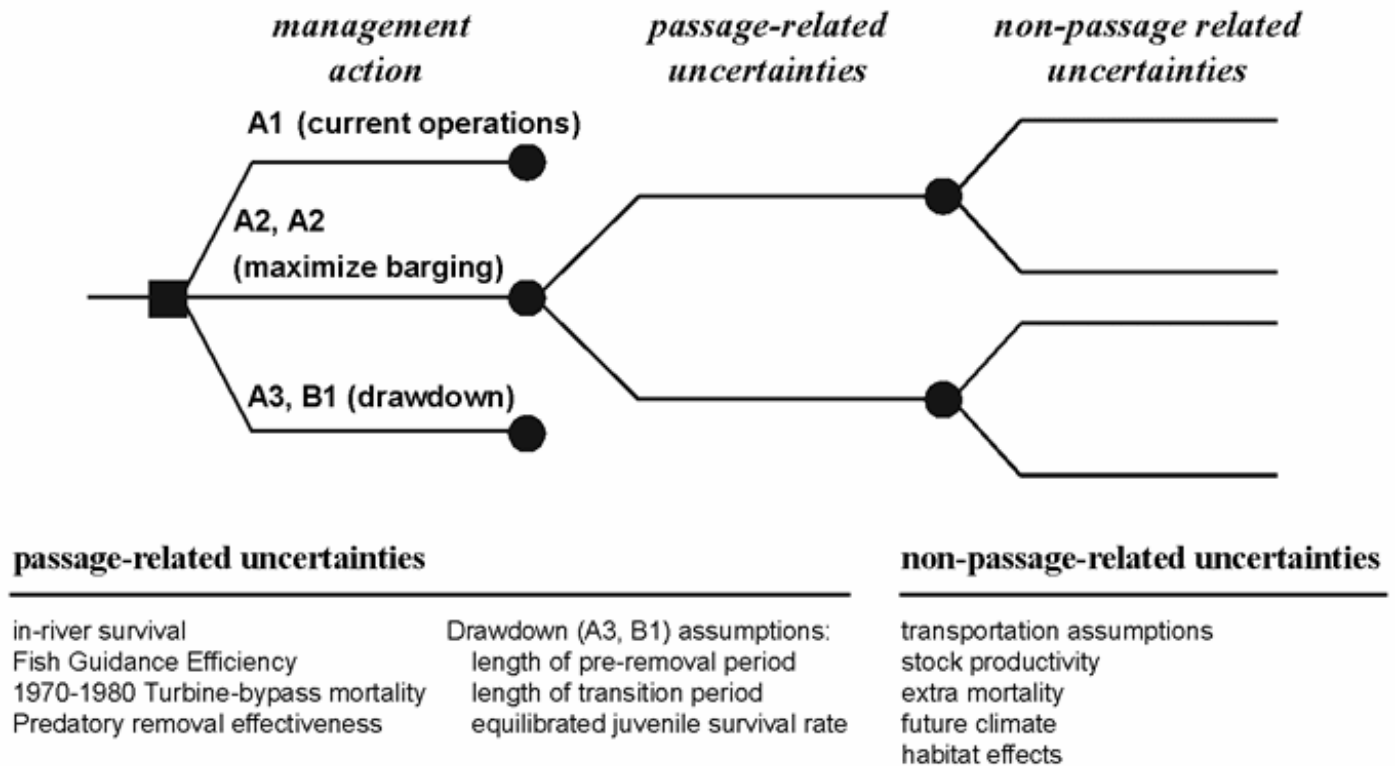 management
action
passage-related
uncertainties
non-passage related
uncertainties
A1 (current operations)
A2, A2
(maximize barging)
A3, B1 (drawdown)
passage-related uncertainties
in-river survival
Fish Guidance Efficiency
1970-1980 Turbine-bypass mortality
Predatory removal effectiveness
Drawdown (A3, B1) assumptions:
length of pre-removal period
length of transition period
equilibrated juvenile survival rate
non-passage-related uncertainties
transportation assumptions
stock productivity
extra mortality
future climate
habitat effects